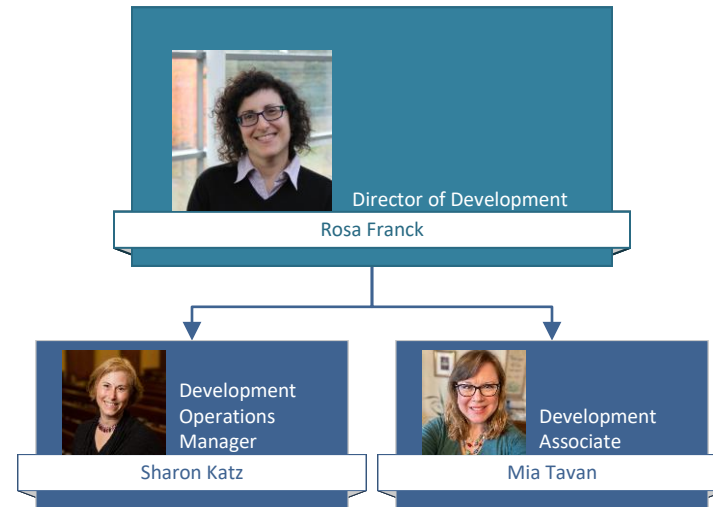 Director of Development
Rosa Franck
Development
Operations
Manager
Sharon Katz
Development
Associate
Mia Tavan